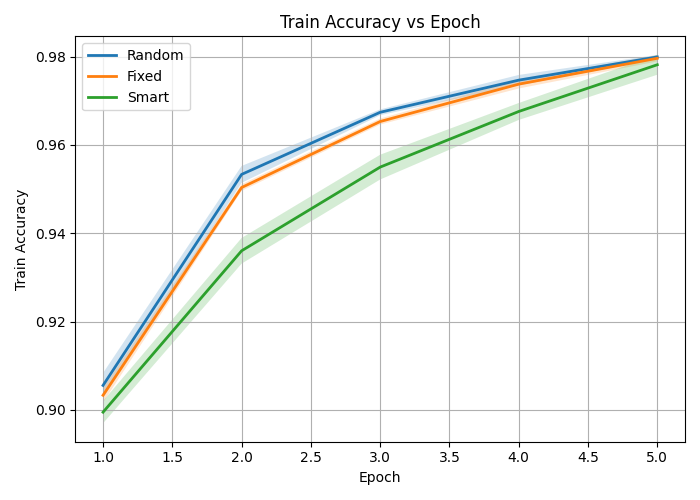 Train Accuracy vs Epoch
Random
Fixed
Smart
Train Accuracy
0.98
0.96
0.94
0.92
0.90
1.0 1.5 2.0 2.5 3.0 3.5 4.0 4.5 5.0
Epoch